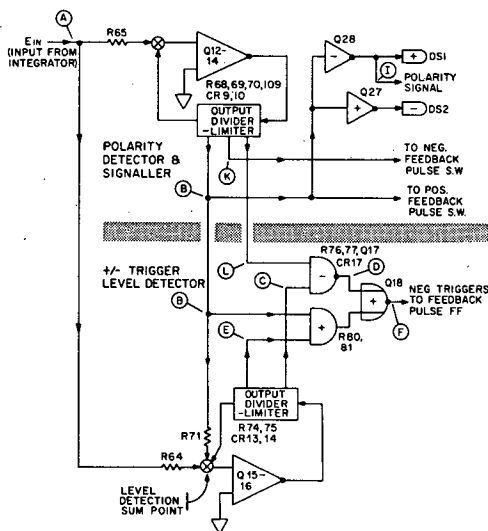 A
EIN
(INPUT FROM
INTEGRATOR)
R65
Q12-
14
R68,69,70,109
CR9,10
OUTPUT
DIVIDER
-LIMITER
POLARITY
DETECTOR &
SIGNALLER
Q28
-
+
DS1
I
POLARITY
SIGNAL
Q27
+
-
DS2
K
TO NEG.
FEEDBACK
PULSE S.W
B
TO POS.
FEEDBACK
PULSE S.W.
+/- TRIGGER
LEVEL DETECTOR
L
R76,77,Q17
CR17
C
-
D
Q18
B
E
+
+
NEG TRIGGERS
TO FEEDBACK
PULSE FF
F
R80,
81
OUTPUT
DIVIDER
-LIMITER
R74,75
CR13,14
R71
R64
Q15-
16
LEVEL
DETECTION
SUM POINT